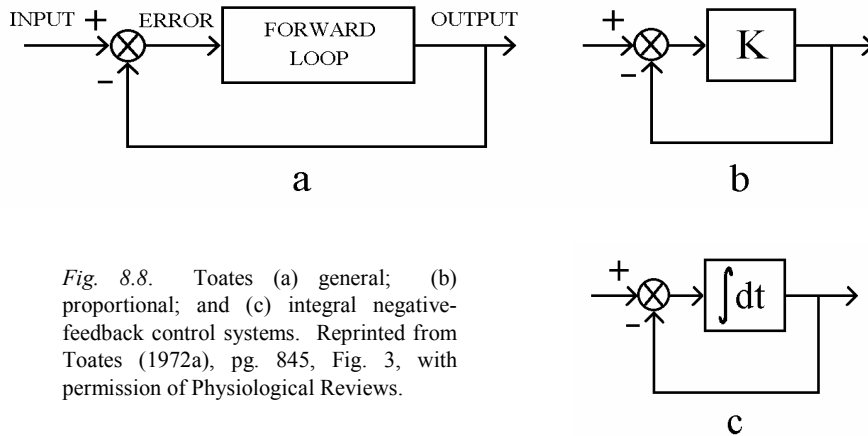 INPUT + ERROR FORWARD LOOP OUTPUT
−
a
+ K
−
b
Fig. 8.8. Toates (a) general; (b)
proportional; and (c) integral negative-
feedback control systems. Reprinted from
Toates (1972a), pg. 845, Fig. 3, with
permission of Physiological Reviews.
+ ∫dt
−
c